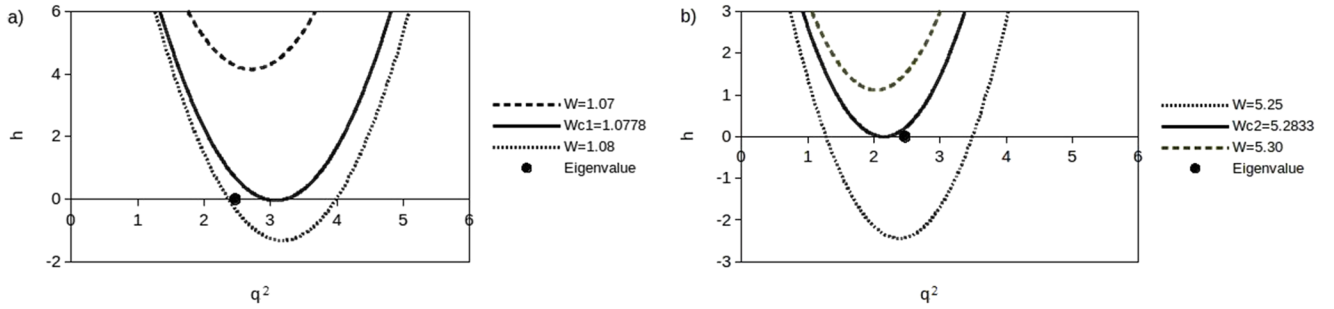 a)
6
4
2
0
-2
0 1 2 3 4 5 6
h
q 2
W=1.07
Wc1=1.0778
W=1.08
Eigenvalue
b)
3
2
1
0
-1
-2
-3
0 1 2 3 4 5 6
h
q 2
W=5.25
Wc2=5.2833
W=5.30
Eigenvalue